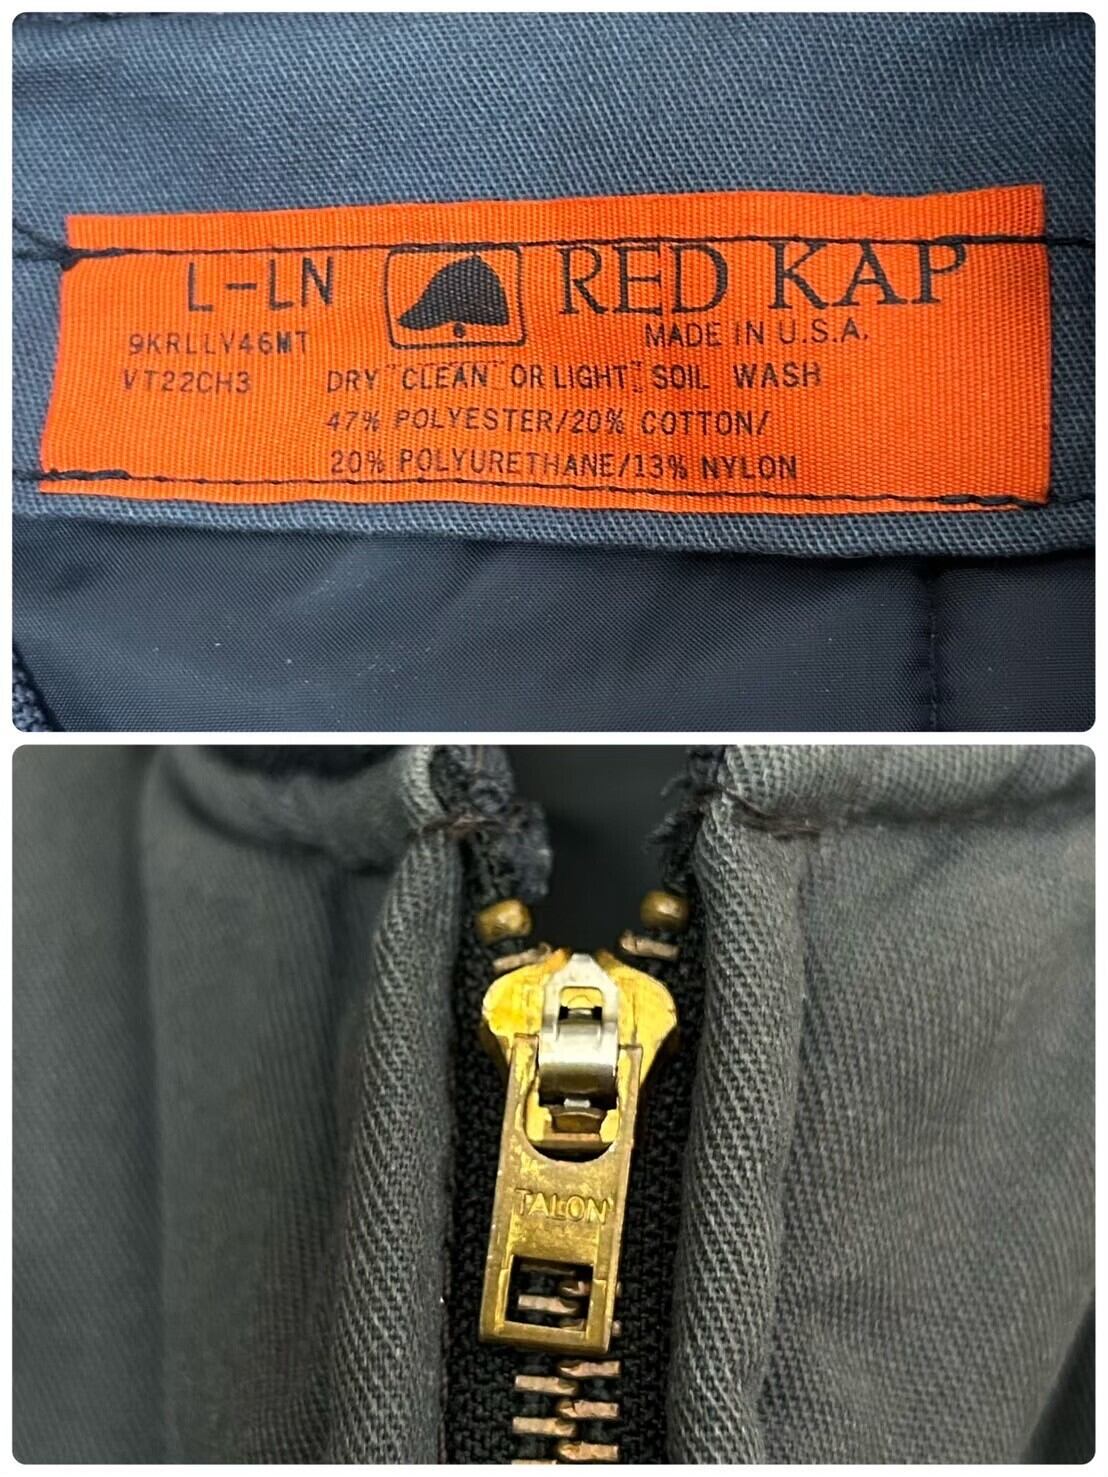 L-LN
RED KAP
9KRLLV46MT
MADE IN U.S.A.
VT22CH3
DRY "CLEAN" OR LIGHT" SOIL WASH
47% POLYESTER/20% COTTON/
20% POLYURETHANE/13% NYLON
TALON